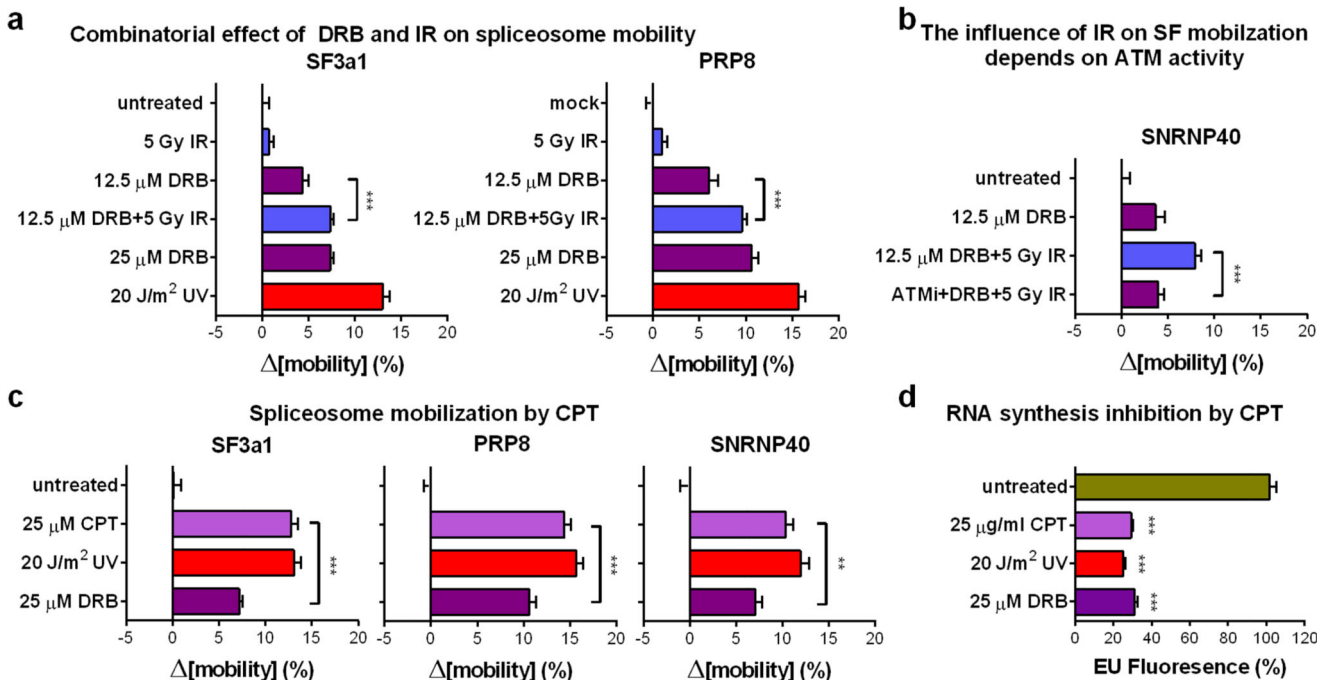 a
Combinatorial effect of DRB and IR on spliceosome mobility
SF3a1
untreated
5 Gy IR
12.5 μM DRB
12.5 μM DRB+5 Gy IR
25 μM DRB
20 J/m² UV
***
-5 0 5 10 15 20
Δ[mobility] (%)
PRP8
mock
5 Gy IR
12.5 μM DRB
12.5 μM DRB+5Gy IR
25 μM DRB
20 J/m² UV
***
-5 0 5 10 15 20
Δ[mobility] (%)
b
The influence of IR on SF mobilzation
depends on ATM activity
SNRNP40
untreated
12.5 μM DRB
12.5 μM DRB+5 Gy IR
ATMi+DRB+5 Gy IR
***
-5 0 5 10 15 20
Δ[mobility] (%)
c
Spliceosome mobilization by CPT
SF3a1
untreated
25 μM CPT
20 J/m² UV
25 μM DRB
***
-5 0 5 10 15 20
Δ[mobility] (%)
PRP8
***
-5 0 5 10 15 20
Δ[mobility] (%)
SNRNP40
**
-5 0 5 10 15 20
Δ[mobility] (%)
d
RNA synthesis inhibition by CPT
untreated
25 μg/ml CPT
20 J/m² UV
25 μM DRB
***
***
***
0 20 40 60 80 100 120
EU Fluoresence (%)